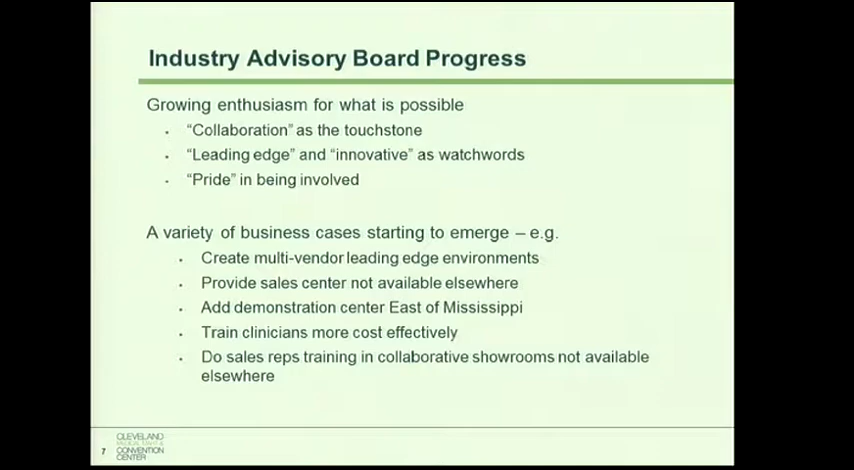 Industry Advisory Board Progress
Growing enthusiasm for what is possible
• “Collaboration” as the touchstone
• “Leading edge” and “innovative” as watchwords
• “Pride” in being involved
A variety of business cases starting to emerge – e.g.
• Create multi-vendor leading edge environments
• Provide sales center not available elsewhere
• Add demonstration center East of Mississippi
• Train clinicians more cost effectively
• Do sales reps training in collaborative showrooms not available
elsewhere
7
CLEVELAND
MEDICAL MART &
CONVENTION
CENTER